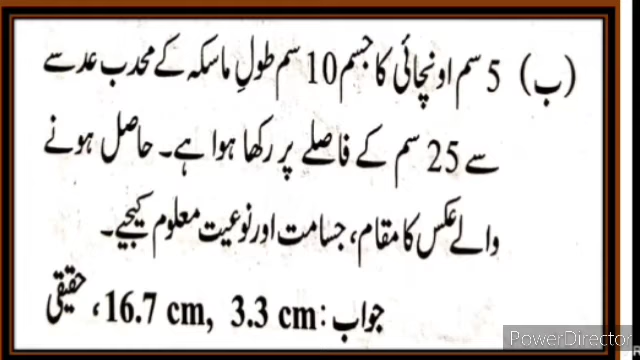 (ب) 5 سم اونچائی کا جسم 10 سم طولِ ماسکہ کے محدب عدسے
سے 25 سم کے فاصلے پر رکھا ہوا ہے۔ حاصل ہونے
والے عکس کا مقام، جسامت اور نوعیت معلوم کیجیے۔
جواب : 16.7 cm, 3.3 cm، حقیقی
PowerDirector